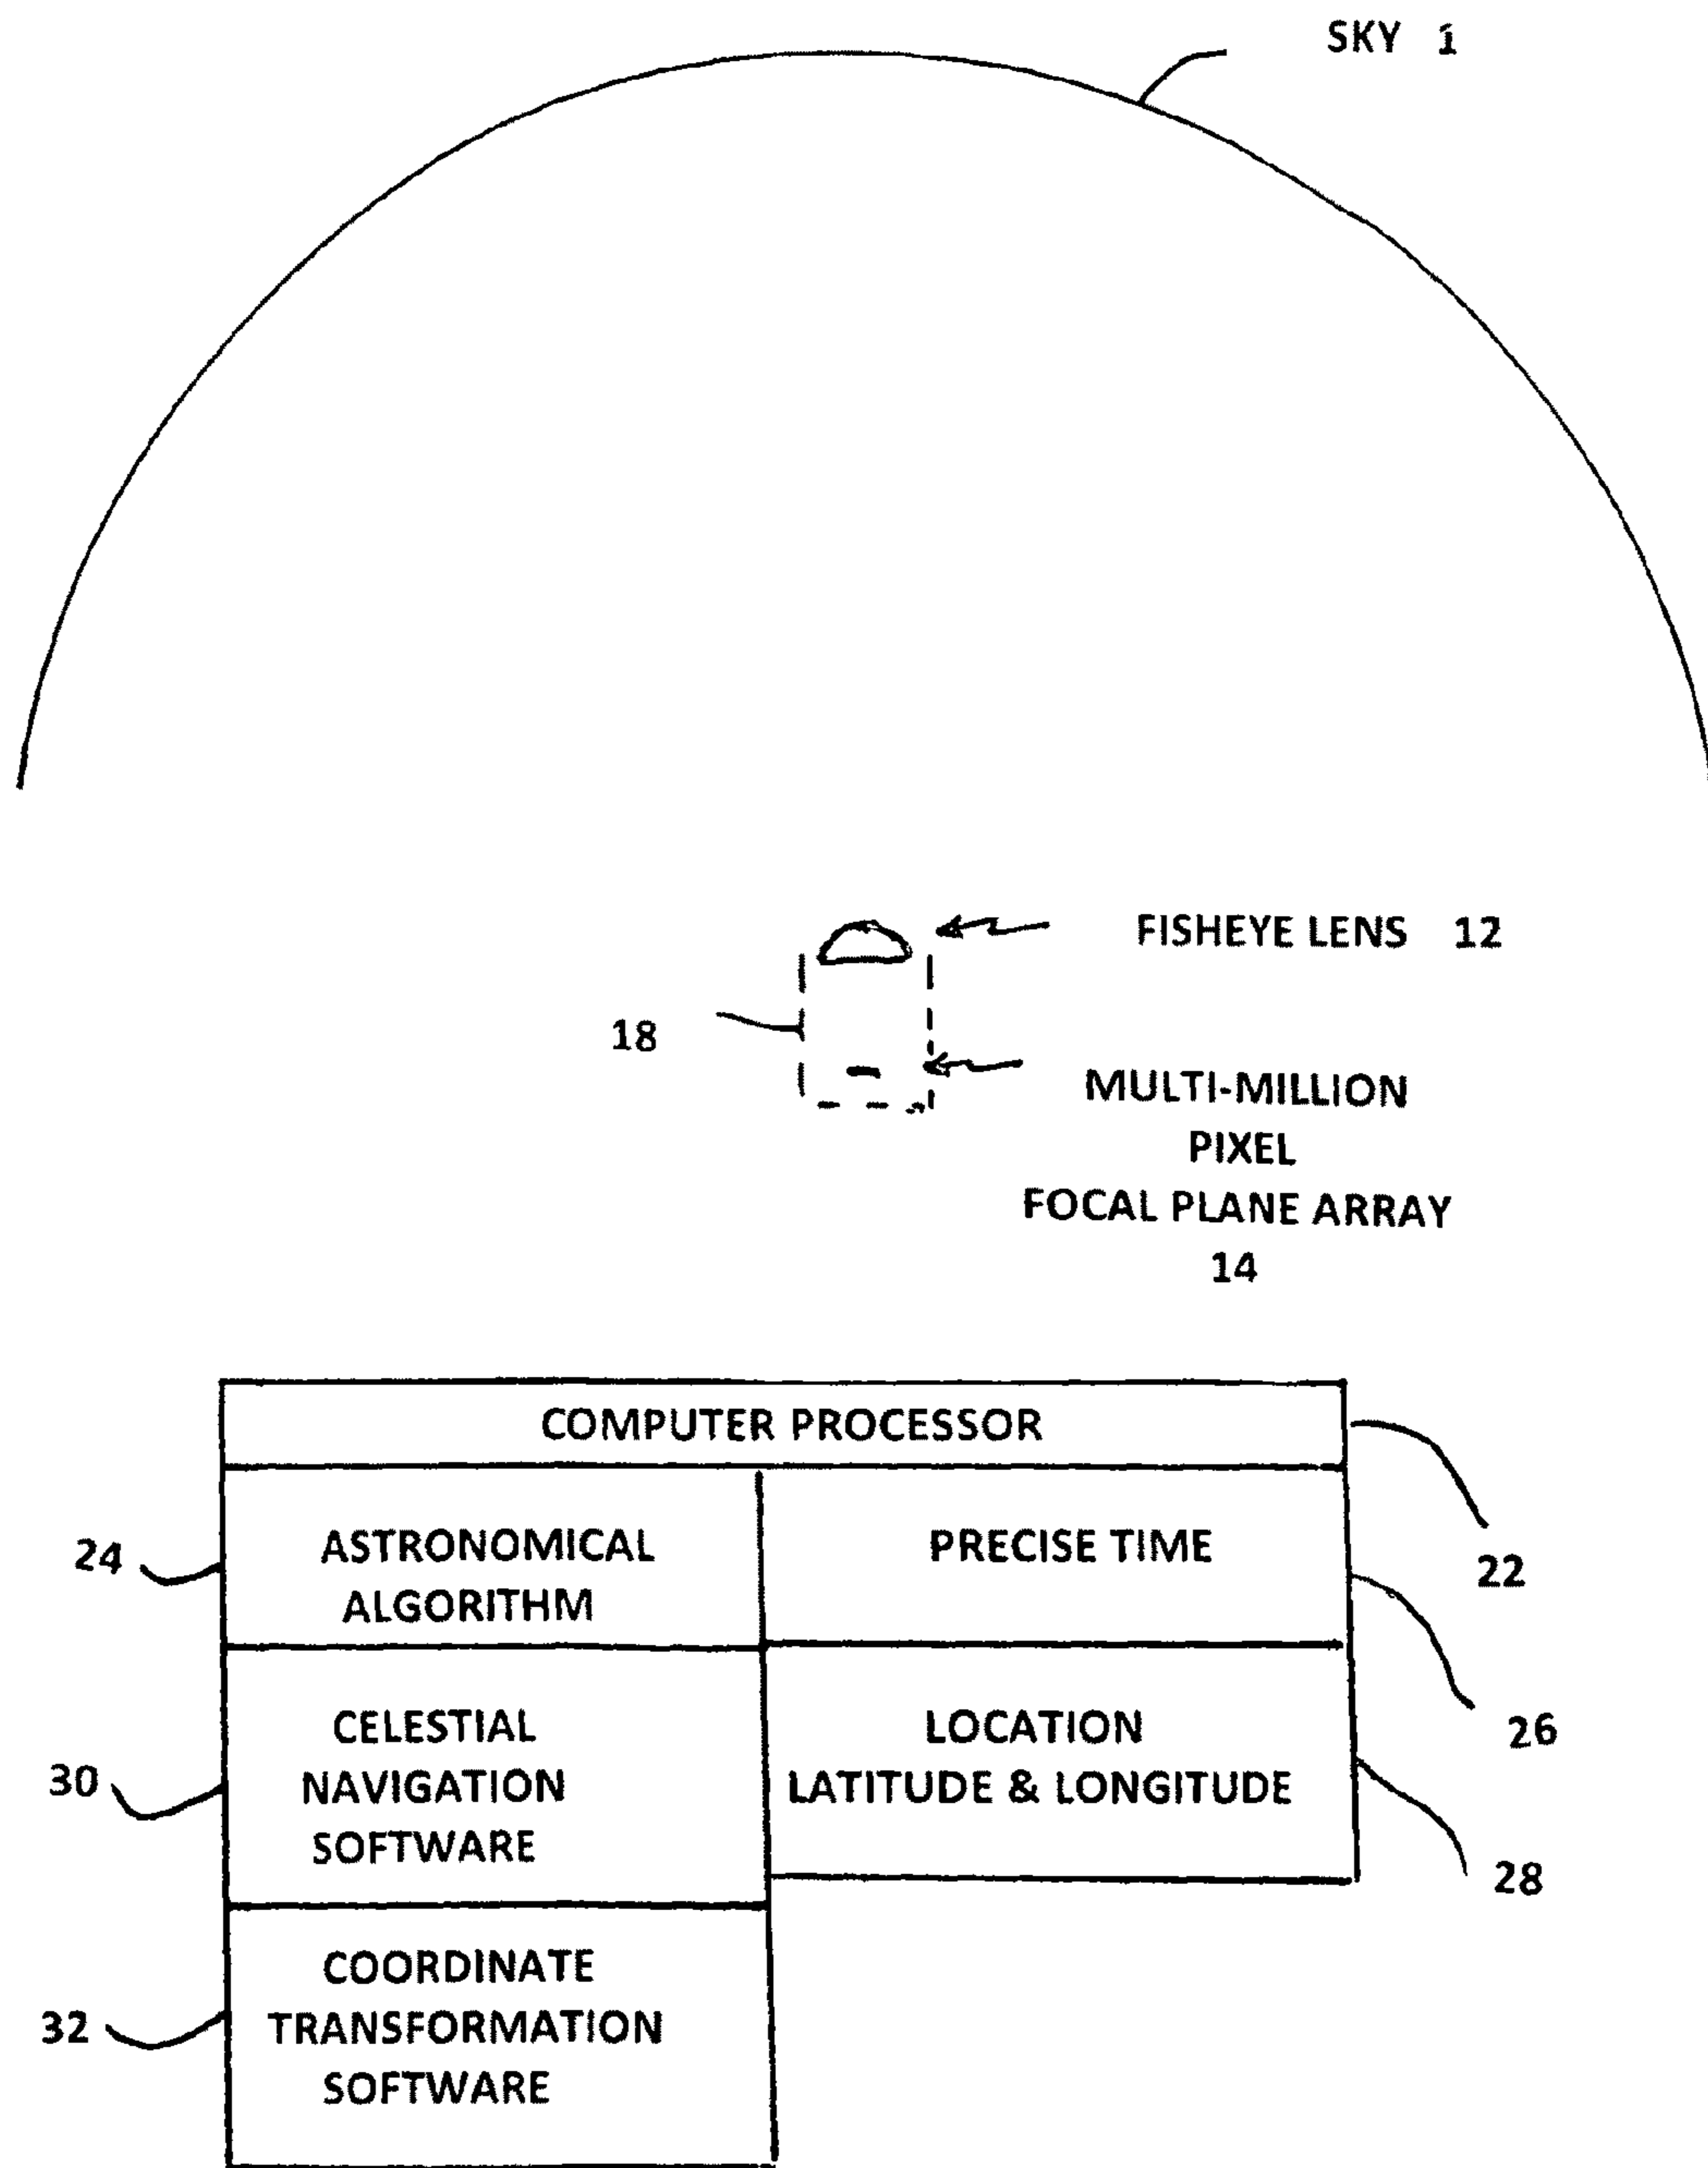 SKY 1
FISHEYE LENS 12
18
MULTI-MILLION
PIXEL
FOCAL PLANE ARRAY
14
COMPUTER PROCESSOR
22
24
ASTRONOMICAL
ALGORITHM
PRECISE TIME
26
30
CELESTIAL
NAVIGATION
SOFTWARE
LOCATION
LATITUDE & LONGITUDE
28
32
COORDINATE
TRANSFORMATION
SOFTWARE